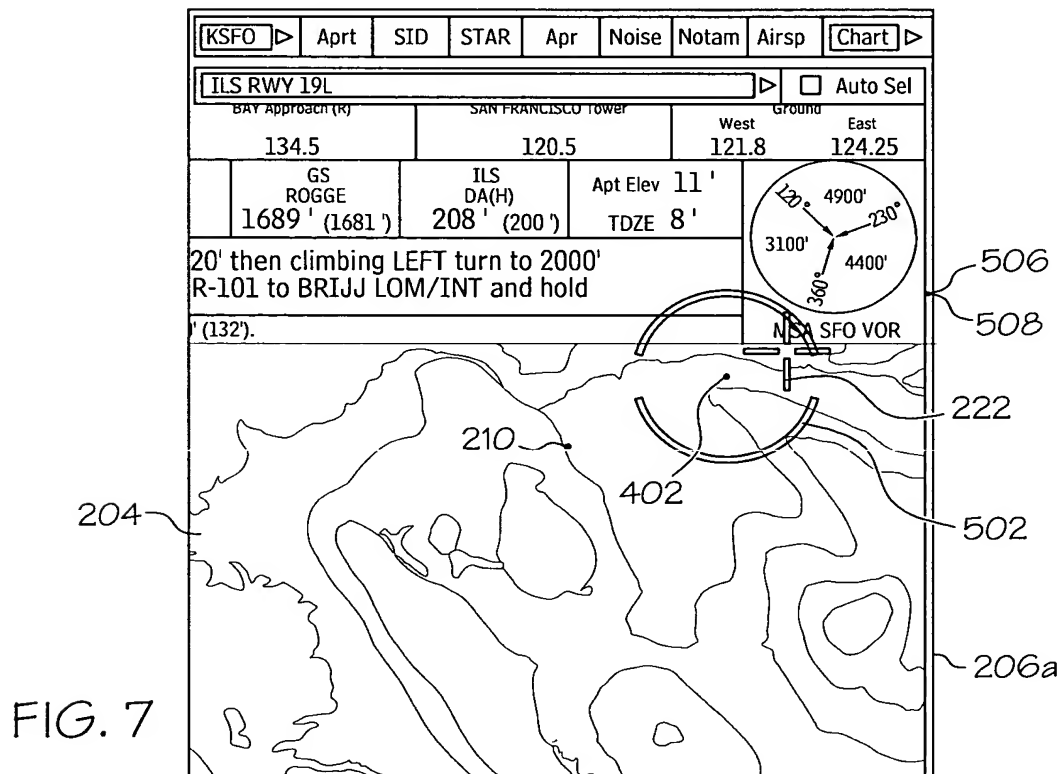 KSFO Aprt SID STAR Apr Noise Notam Airsp Chart
ILS RWY 19L Auto Sel
BAY Approach (R) SAN FRANCISCO Tower Ground
West East
134.5 120.5 121.8 124.25
GS ILS
ROGGE DA(H) Apt Elev 11 '
1689 ' (1681 ') 208 ' (200 ') TDZE 8 '
120° 4900' 230°
3100' 4400'
360°
20' then climbing LEFT turn to 2000'
R-101 to BRIJJ LOM/INT and hold
' (132').
MSA SFO VOR
506
508
222
210
402
502
204
206a
FIG. 7